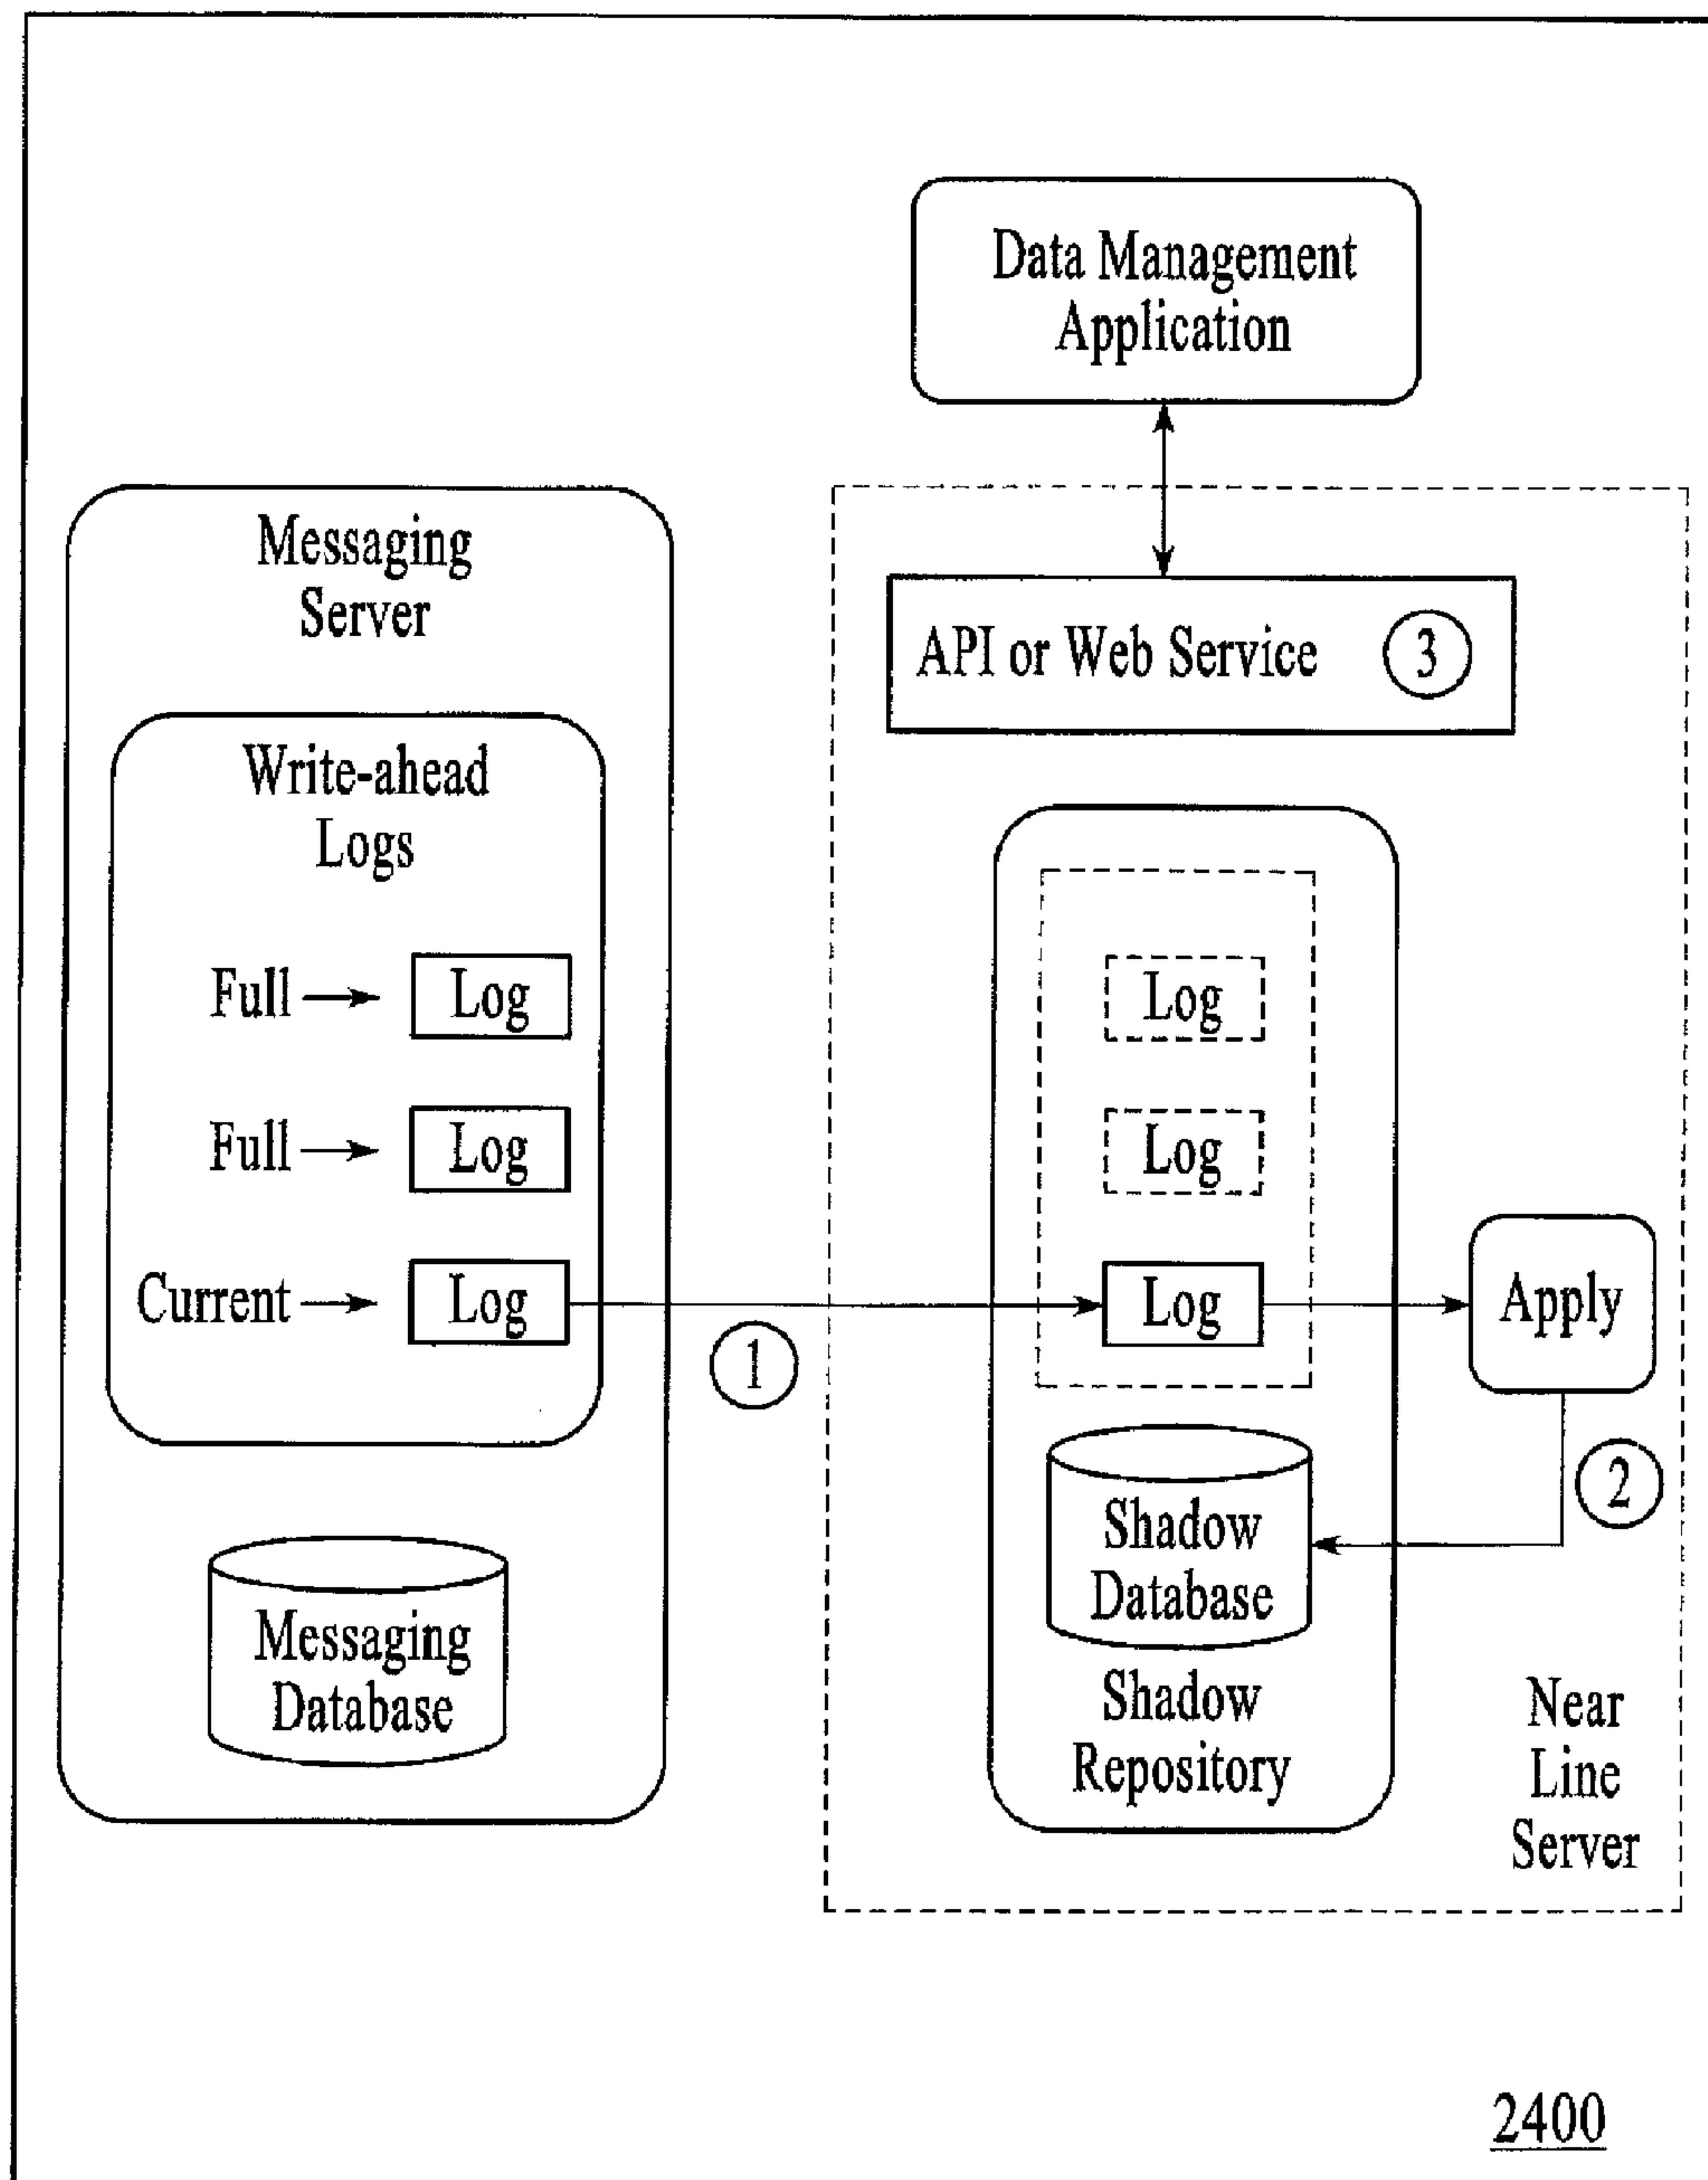 Data Management
Application
Messaging
Server
API or Web Service 3
Write-ahead
Logs
Full Log
Full Log
Current Log
1
Log
Log
Log
Apply
2
Messaging
Database
Shadow
Database
Shadow
Repository
Near
Line
Server
2400